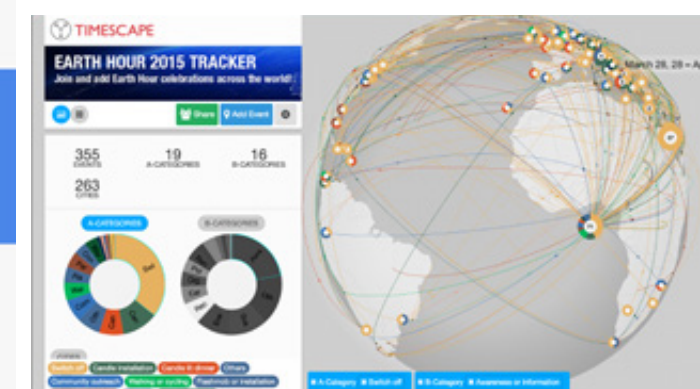 TIMESCAPE
EARTH HOUR 2015 TRACKER
Join and add Earth Hour celebrations across the world!
Share
Add Event
355
EVENTS
19
A-CATEGORIES
16
B-CATEGORIES
263
CITIES
A-CATEGORIES
B-CATEGORIES
CITIES
Switch off
Candle installation
Candle lit dinner
Others
Community outreach
Walking or cycling
Flashmob or installation
March 28, 28 – Ap
A-Category
Switch off
B-Category
Awareness or information